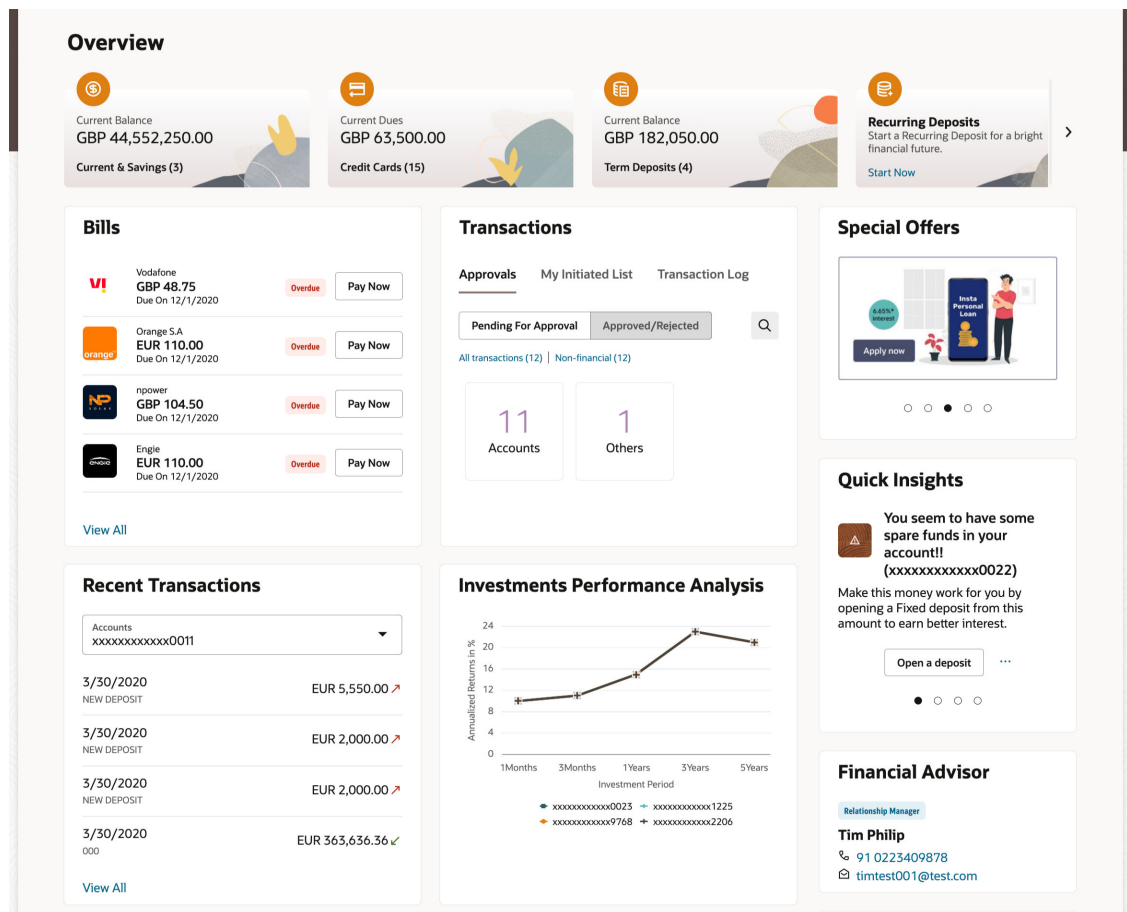 Overview
Current Balance
GBP 44,552,250.00
Current & Savings (3)
Current Dues
GBP 63,500.00
Credit Cards (15)
Current Balance
GBP 182,050.00
Term Deposits (4)
Recurring Deposits
Start a Recurring Deposit for a bright
financial future.
Start Now
Bills
Vodafone
GBP 48.75
Due On 12/1/2020
Overdue
Pay Now
orange
Orange S.A
EUR 110.00
Due On 12/1/2020
Overdue
Pay Now
NP
SOLAR
npower
GBP 104.50
Due On 12/1/2020
Overdue
Pay Now
ENGIE
Engie
EUR 110.00
Due On 12/1/2020
Overdue
Pay Now
View All
Transactions
Approvals My Initiated List Transaction Log
Pending For Approval Approved/Rejected
All transactions (12) | Non-financial (12)
11
Accounts
1
Others
Special Offers
6.65%*
Interest
Insta
Personal
Loan
Apply now
Quick Insights
You seem to have some
spare funds in your
account!!
(xxxxxxxxxxxx0022)
Make this money work for you by
opening a Fixed deposit from this
amount to earn better interest.
Open a deposit ...
Recent Transactions
Accounts
xxxxxxxxxxxx0011
3/30/2020
NEW DEPOSIT
EUR 5,550.00
3/30/2020
NEW DEPOSIT
EUR 2,000.00
3/30/2020
NEW DEPOSIT
EUR 2,000.00
3/30/2020
000
EUR 363,636.36
View All
Investments Performance Analysis
Annualized Returns in %
24
20
16
12
8
4
0
1Months 3Months 1Years 3Years 5Years
Investment Period
xxxxxxxxxxxx0023 xxxxxxxxxxxx1225
xxxxxxxxxxxx9768 xxxxxxxxxxxx2206
Financial Advisor
Relationship Manager
Tim Philip
91 0223409878
timtest001@test.com